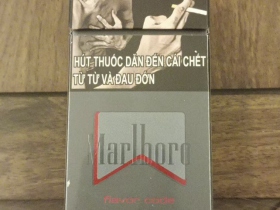 HÚT THUỐC DẪN ĐẾN CÁI CHẾT
TỪ TỪ VÀ ĐAU ĐỚN
Marlboro